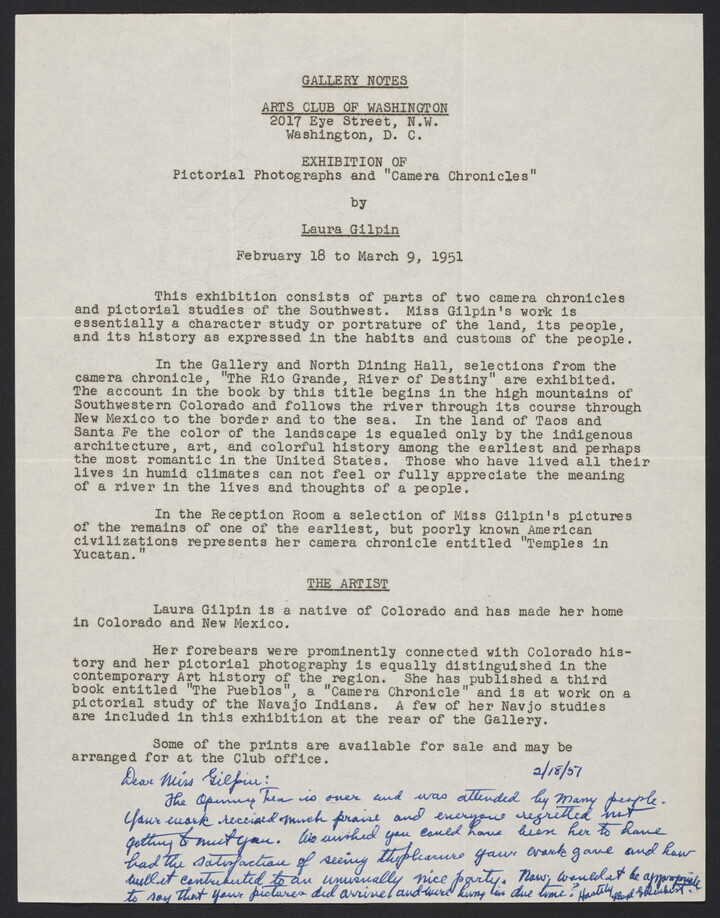 GALLERY NOTES
ARTS CLUB OF WASHINGTON
2017 Eye Street, N.W.
Washington, D. C.
EXHIBITION OF
Pictorial Photographs and "Camera Chronicles"
by
Laura Gilpin
February 18 to March 9, 1951
This exhibition consists of parts of two camera chronicles
and pictorial studies of the Southwest. Miss Gilpin's work is
essentially a character study or portrature of the land, its people,
and its history as expressed in the habits and customs of the people.
In the Gallery and North Dining Hall, selections from the
camera chronicle, "The Rio Grande, River of Destiny" are exhibited.
The account in the book by this title begins in the high mountains of
Southwestern Colorado and follows the river through its course through
New Mexico to the border and to the sea. In the land of Taos and
Santa Fe the color of the landscape is equaled only by the indigenous
architecture, art, and colorful history among the earliest and perhaps
the most romantic in the United States. Those who have lived all their
lives in humid climates can not feel or fully appreciate the meaning
of a river in the lives and thoughts of a people.
In the Reception Room a selection of Miss Gilpin's pictures
of the remains of one of the earliest, but poorly known American
civilizations represents her camera chronicle entitled "Temples in
Yucatan."
THE ARTIST
Laura Gilpin is a native of Colorado and has made her home
in Colorado and New Mexico.
Her forebears were prominently connected with Colorado his-
tory and her pictorial photography is equally distinguished in the
contemporary Art history of the region. She has published a third
book entitled "The Pueblos", a "Camera Chronicle" and is at work on a
pictorial study of the Navajo Indians. A few of her Navjo studies
are included in this exhibition at the rear of the Gallery.
Some of the prints are available for sale and may be
arranged for at the Club office.
Dear Miss Gilpin: 2/18/51
The Opening Tea is over and was attended by many people.
Your work received much praise and everyone regretted not
getting to meet you. We wished you could have been her to have
had the satisfaction of seeing the pleasure your work gave and how
well it contributed to an unusually nice party. Now, would it be appropriate
to say that your pictures did arrive and were hung in due time? Hastily